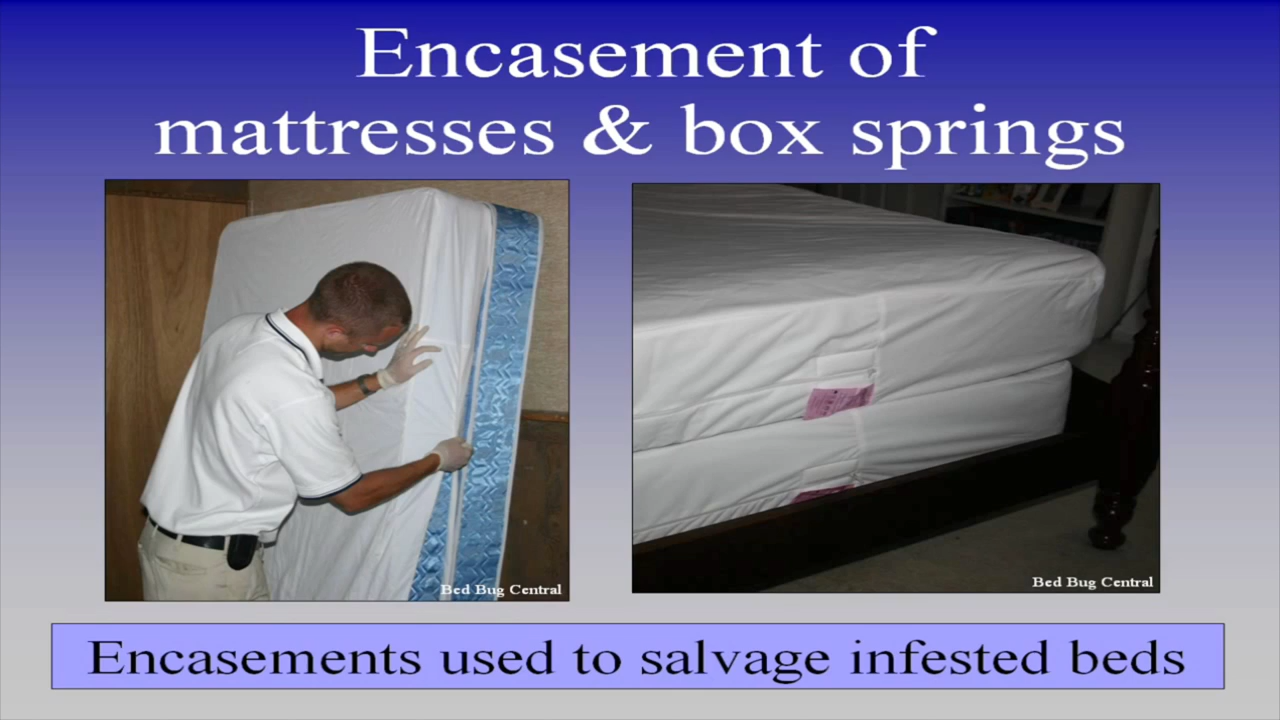 Encasement of
mattresses & box springs
Bed Bug Central
Bed Bug Central
Encasements used to salvage infested beds